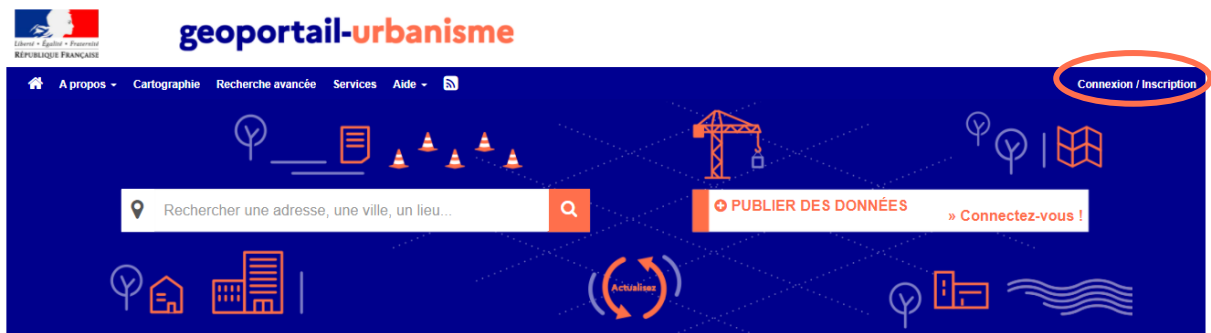 Liberté • Égalité • Fraternité
RÉPUBLIQUE FRANÇAISE
geoportail-urbanisme
A propos Cartographie Recherche avancée Services Aide
Connexion / Inscription
Rechercher une adresse, une ville, un lieu...
PUBLIER DES DONNÉES
» Connectez-vous !
Actualisez